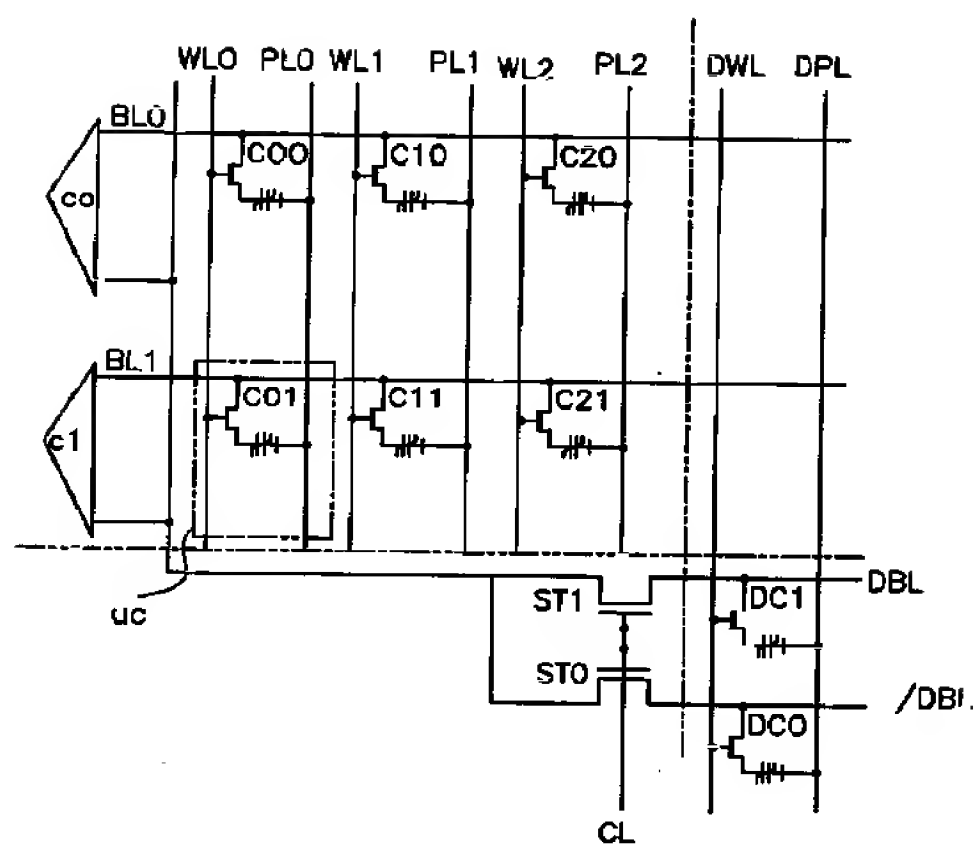 WL0 PL0 WL1 PL1 WL2 PL2 DWL DPL
BL0
C00 C10 C20
co
BL1
C01 C11 C21
c1
uc
ST1 DC1 DBL
ST0
/DBL
DC0
CL